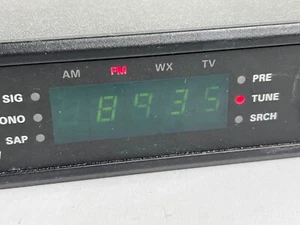 AM FM WX TV
PRE
SIG 89.35 TUNE
ONO
SRCH
SAP